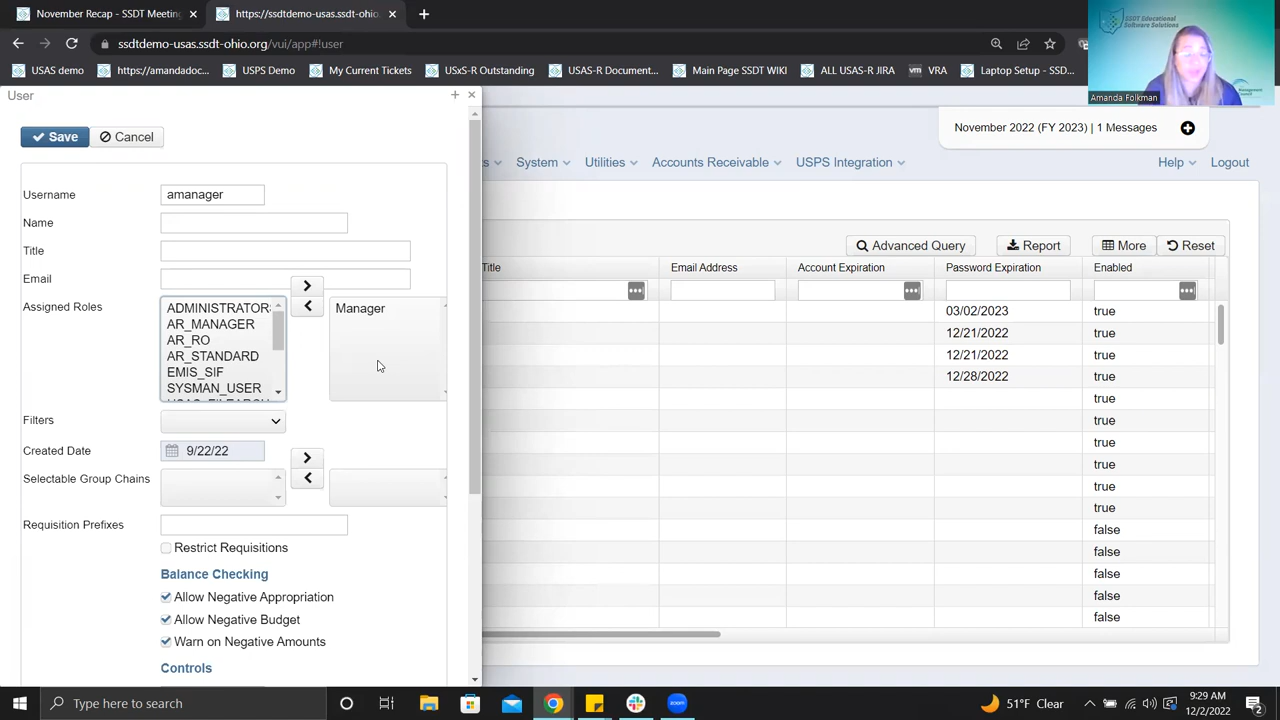 November Recap - SSDT Meeting
https://ssdtdemo-usas.ssdt-ohio.
ssdtdemo-usas.ssdt-ohio.org/vui/app#!user
USAS demo
https://amandadoc...
USPS Demo
My Current Tickets
USxS-R Outstanding
USAS-R Document...
Main Page SSDT WIKI
ALL USAS-R JIRA
vm VRA
Laptop Setup - SSD...
SSDT Educational
Software Solutions
Amanda Folkman
User
Save
Cancel
November 2022 (FY 2023) | 1 Messages
System
Utilities
Accounts Receivable
USPS Integration
Help
Logout
Username
amanager
Name
Title
Email
Assigned Roles
ADMINISTRATOR
AR_MANAGER
AR_RO
AR_STANDARD
EMIS_SIF
SYSMAN_USER
Manager
Filters
Created Date
9/22/22
Selectable Group Chains
Requisition Prefixes
Restrict Requisitions
Balance Checking
Allow Negative Appropriation
Allow Negative Budget
Warn on Negative Amounts
Controls
Advanced Query
Report
More
Reset
Title
Email Address
Account Expiration
Password Expiration
Enabled
03/02/2023
true
12/21/2022
true
12/21/2022
true
12/28/2022
true
true
true
true
true
true
true
false
false
false
false
false
Type here to search
51°F Clear
9:29 AM
12/2/2022
2